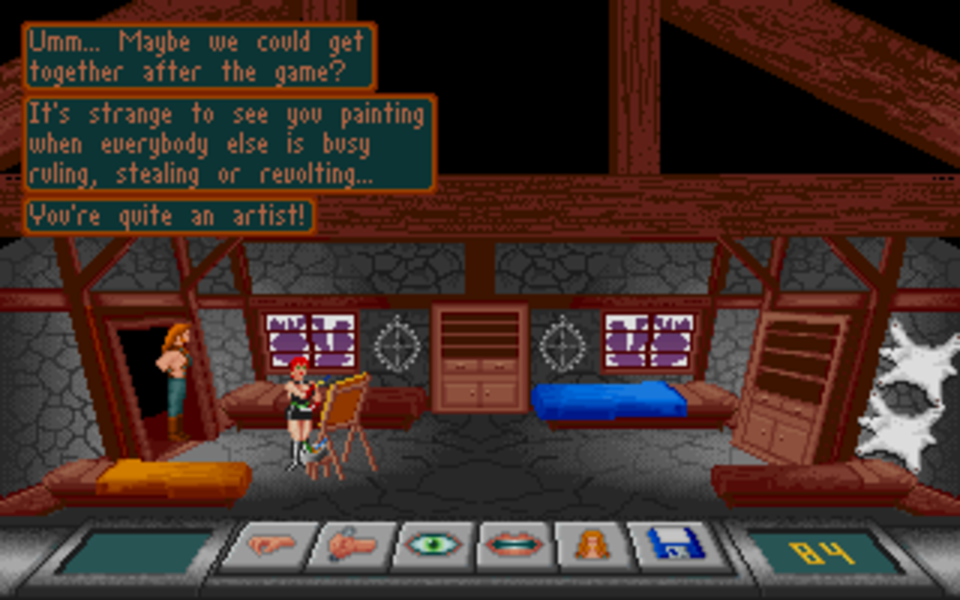 Umm... Maybe we could get
together after the game?
It's strange to see you painting
when everybody else is busy
ruling, stealing or revolting...
You're quite an artist!
84